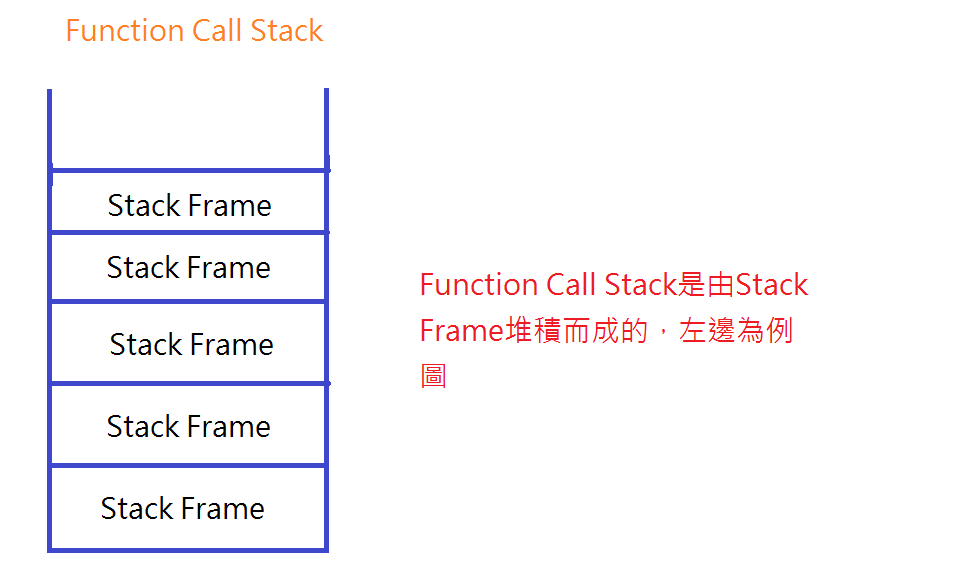 Function Call Stack
Stack Frame
Stack Frame
Stack Frame
Stack Frame
Stack Frame
Function Call Stack是由Stack
Frame堆積而成的，左邊為例
圖